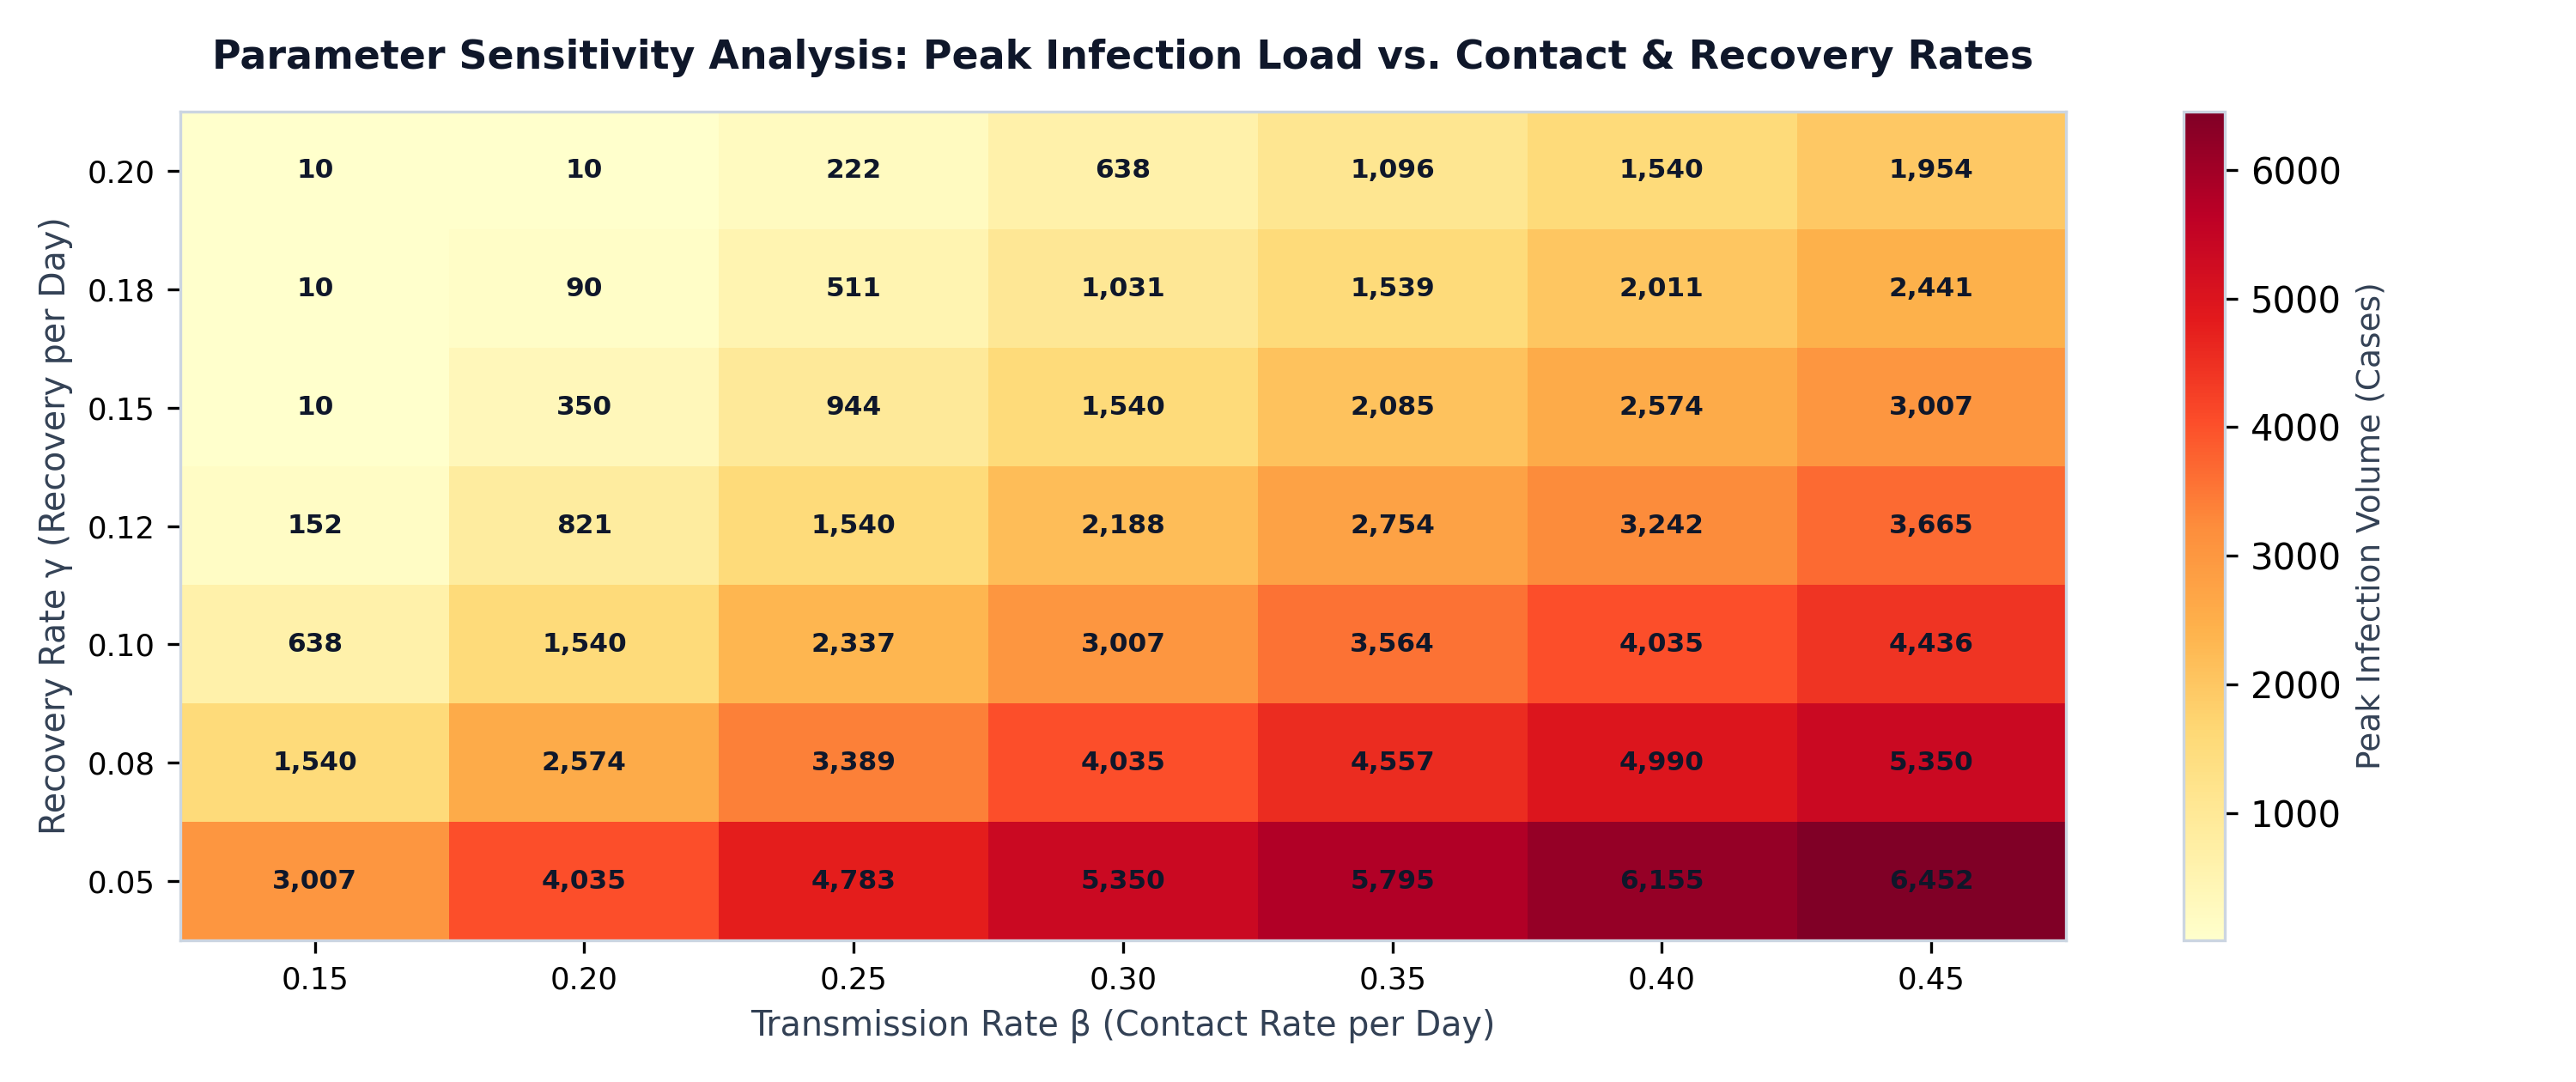 Parameter Sensitivity Analysis: Peak Infection Load vs. Contact & Recovery Rates
Recovery Rate γ (Recovery per Day)
0.20 10 10 222 638 1,096 1,540 1,954
0.18 10 90 511 1,031 1,539 2,011 2,441
0.15 10 350 944 1,540 2,085 2,574 3,007
0.12 152 821 1,540 2,188 2,754 3,242 3,665
0.10 638 1,540 2,337 3,007 3,564 4,035 4,436
0.08 1,540 2,574 3,389 4,035 4,557 4,990 5,350
0.05 3,007 4,035 4,783 5,350 5,795 6,155 6,452
0.15 0.20 0.25 0.30 0.35 0.40 0.45
Transmission Rate β (Contact Rate per Day)
6000
5000
4000
3000
2000
1000
Peak Infection Volume (Cases)